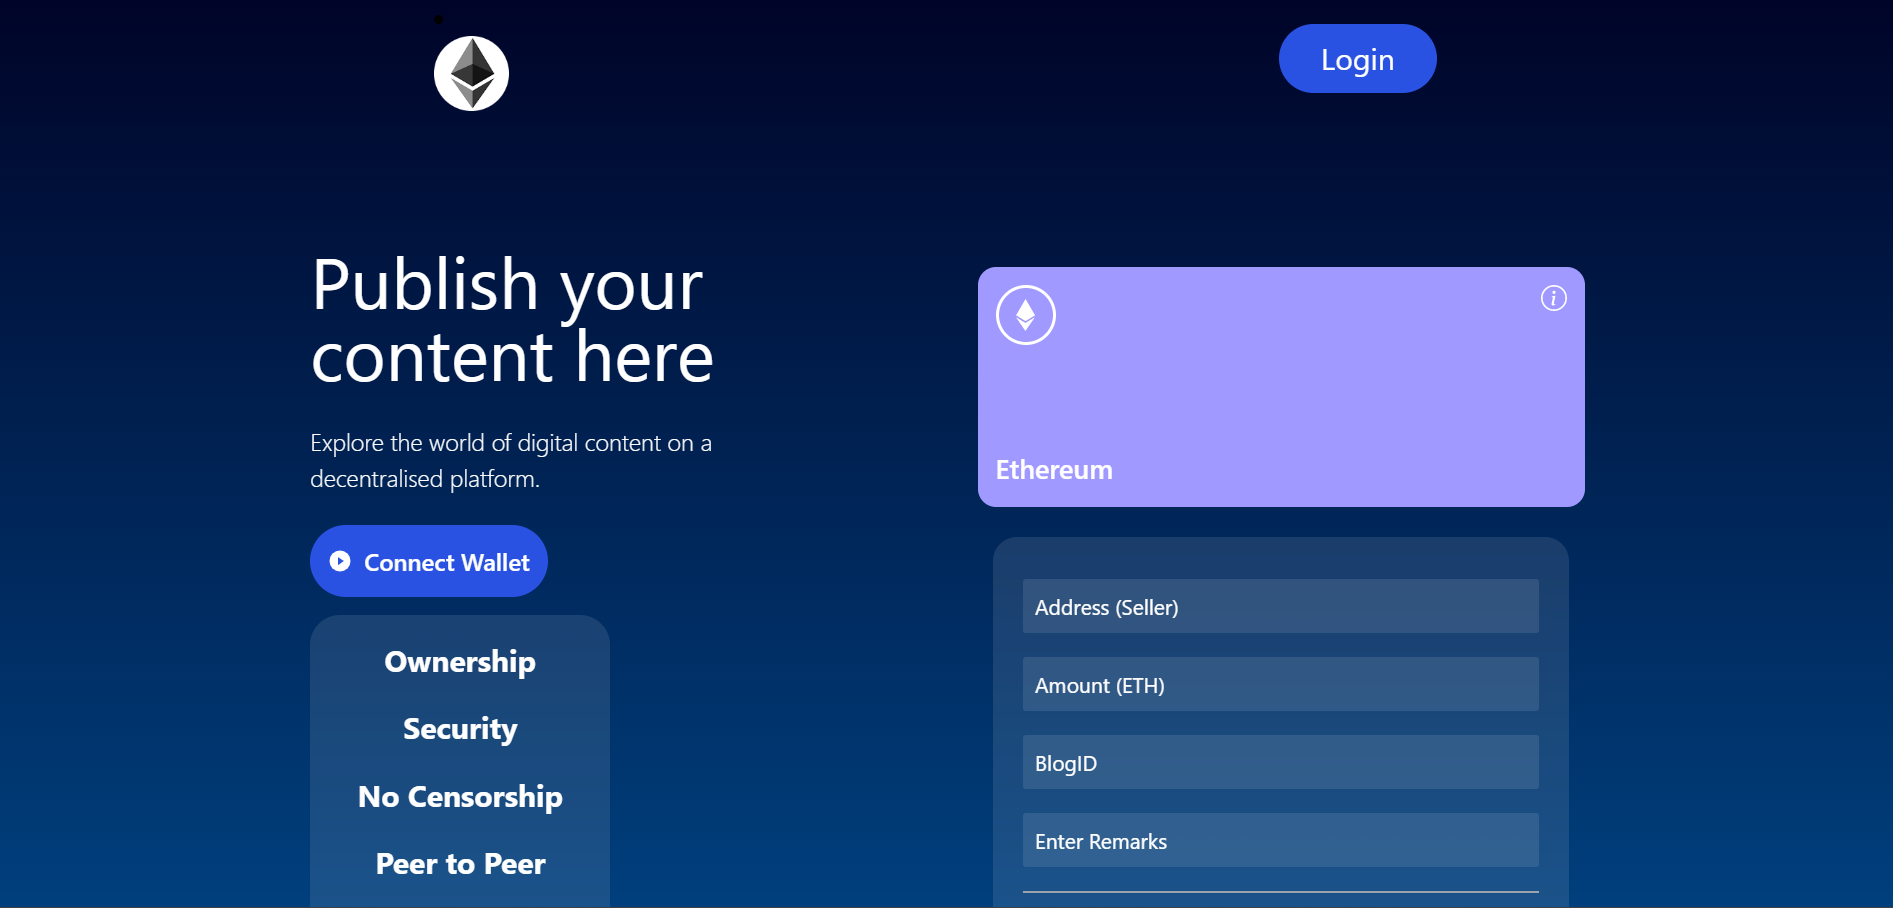 Login
Publish your
content here
Explore the world of digital content on a
decentralised platform.
Connect Wallet
Ownership
Security
No Censorship
Peer to Peer
i
Ethereum
Address (Seller)
Amount (ETH)
BlogID
Enter Remarks